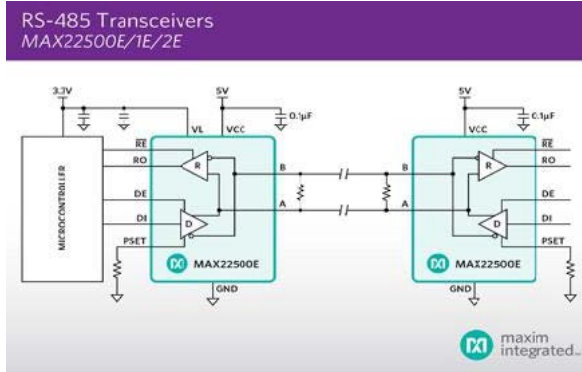 RS-485 Transceivers
MAX22500E/1E/2E
3.3V
5V
5V
0.1µF
0.1µF
VL
VCC
VCC
MICROCONTROLLER
RE
RO
DE
DI
PSET
R
D
B
A
B
A
R
D
RE
RO
DE
DI
PSET
MAX22500E
MAX22500E
GND
GND
maxim
integrated™